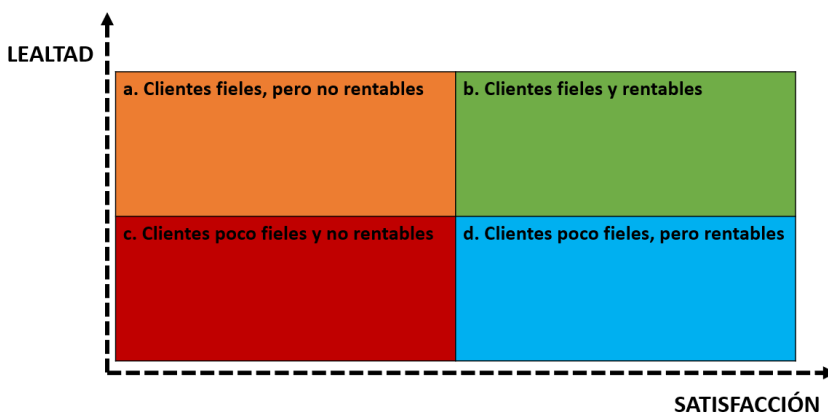 LEALTAD
a. Clientes fieles, pero no rentables
b. Clientes fieles y rentables
c. Clientes poco fieles y no rentables
d. Clientes poco fieles, pero rentables
SATISFACCIÓN